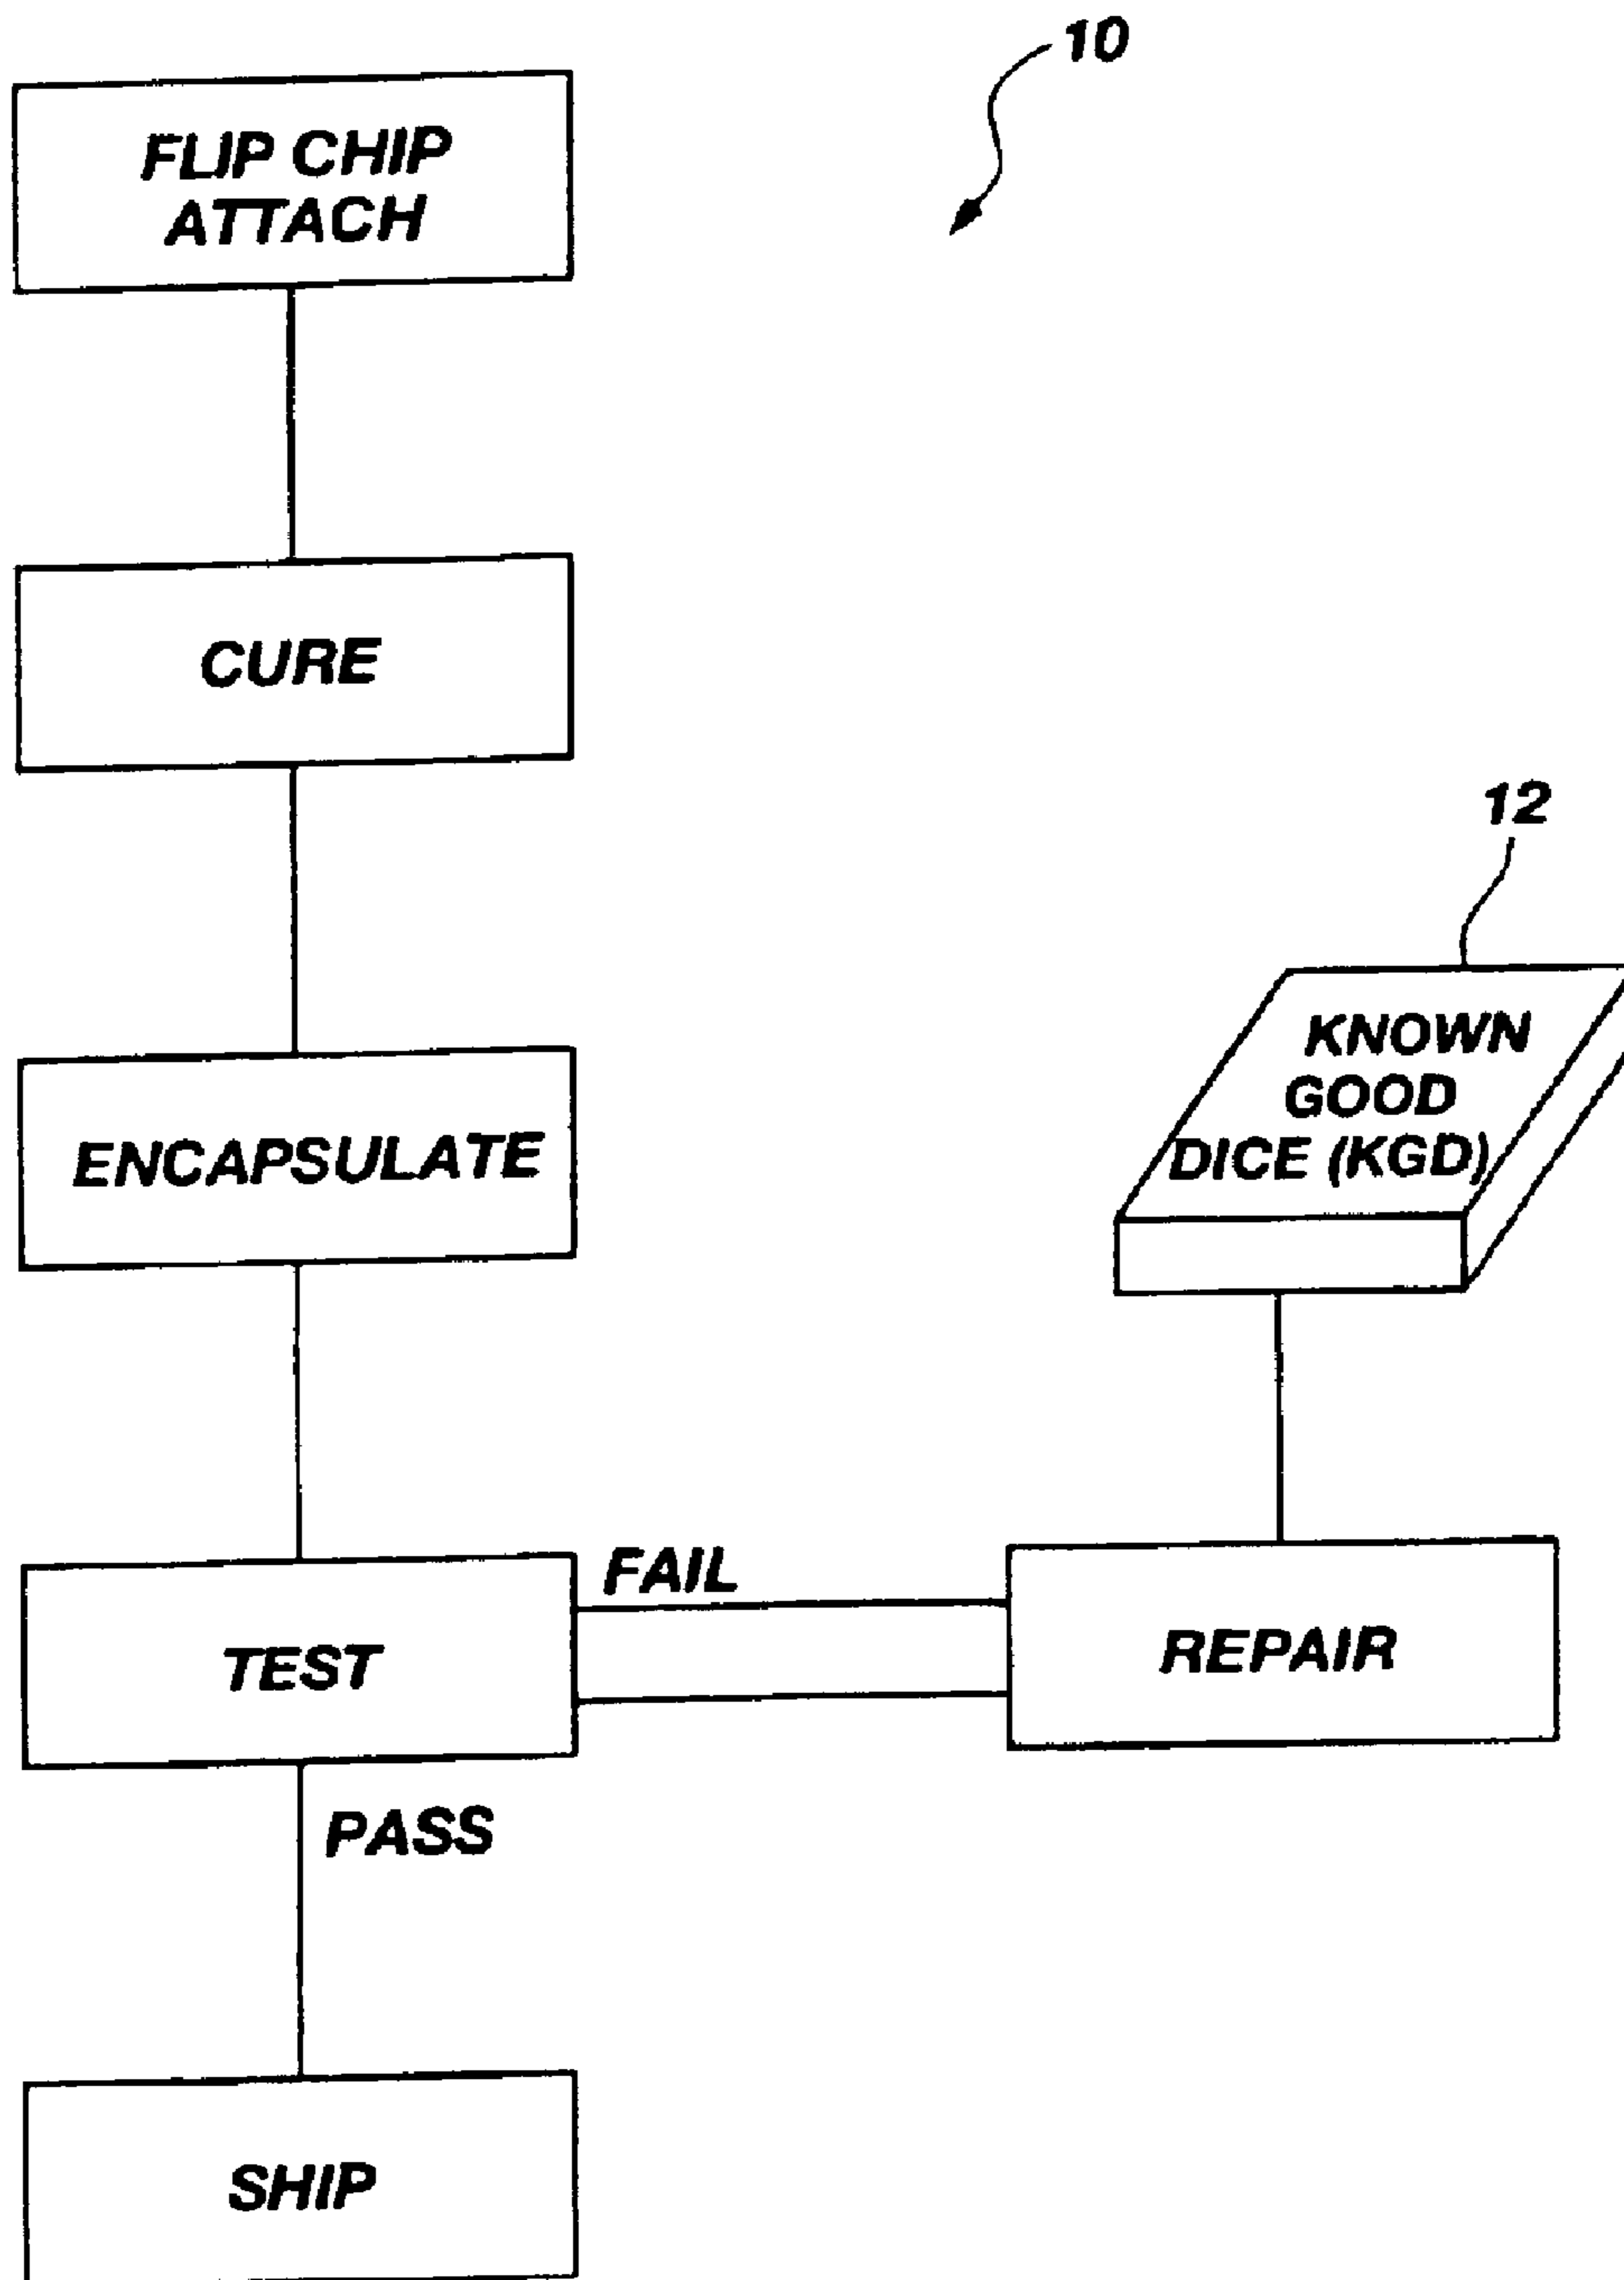 10
FLIP CHIP
ATTACH
CURE
12
KNOWN
GOOD
DICE (KGD)
ENCAPSULATE
FAIL
TEST
REPAIR
PASS
SHIP